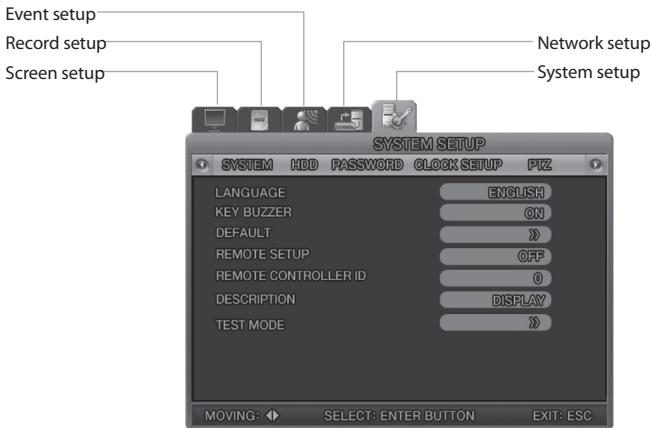 Event setup
Record setup
Screen setup
Network setup
System setup
HDD
SYSTEM SETUP
SYSTEM HDD PASSWORD CLOCK SETUP PTZ
LANGUAGE ENGLISH
KEY BUZZER ON
DEFAULT »
REMOTE SETUP OFF
REMOTE CONTROLLER ID 0
DESCRIPTION DISPLAY
TEST MODE »
MOVING: SELECT: ENTER BUTTON EXIT: ESC